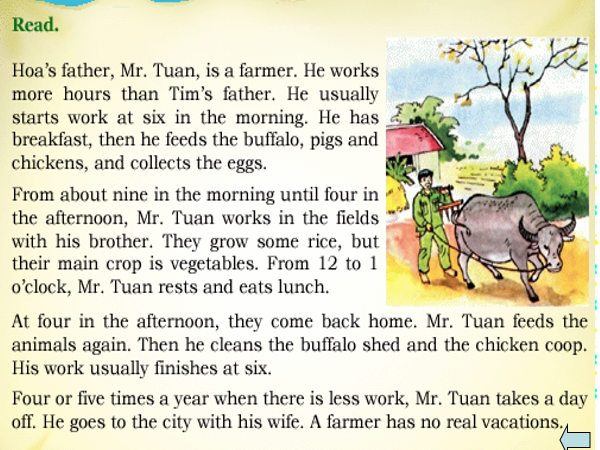 Read.
Hoa's father, Mr. Tuan, is a farmer. He works
more hours than Tim's father. He usually
starts work at six in the morning. He has
breakfast, then he feeds the buffalo, pigs and
chickens, and collects the eggs.
From about nine in the morning until four in
the afternoon, Mr. Tuan works in the fields
with his brother. They grow some rice, but
their main crop is vegetables. From 12 to 1
o'clock, Mr. Tuan rests and eats lunch.
At four in the afternoon, they come back home. Mr. Tuan feeds the
animals again. Then he cleans the buffalo shed and the chicken coop.
His work usually finishes at six.
Four or five times a year when there is less work, Mr. Tuan takes a day
off. He goes to the city with his wife. A farmer has no real vacations.